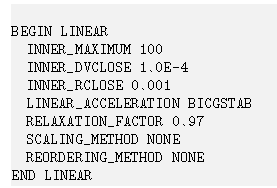 BEGIN LINEAR
INNER_MAXIMUM 100
INNER_DVCLOSE 1.0E-4
INNER_RCLOSE 0.001
LINEAR_ACCELERATION BICGSTAB
RELAXATION_FACTOR 0.97
SCALING_METHOD NONE
REORDERING_METHOD NONE
END LINEAR